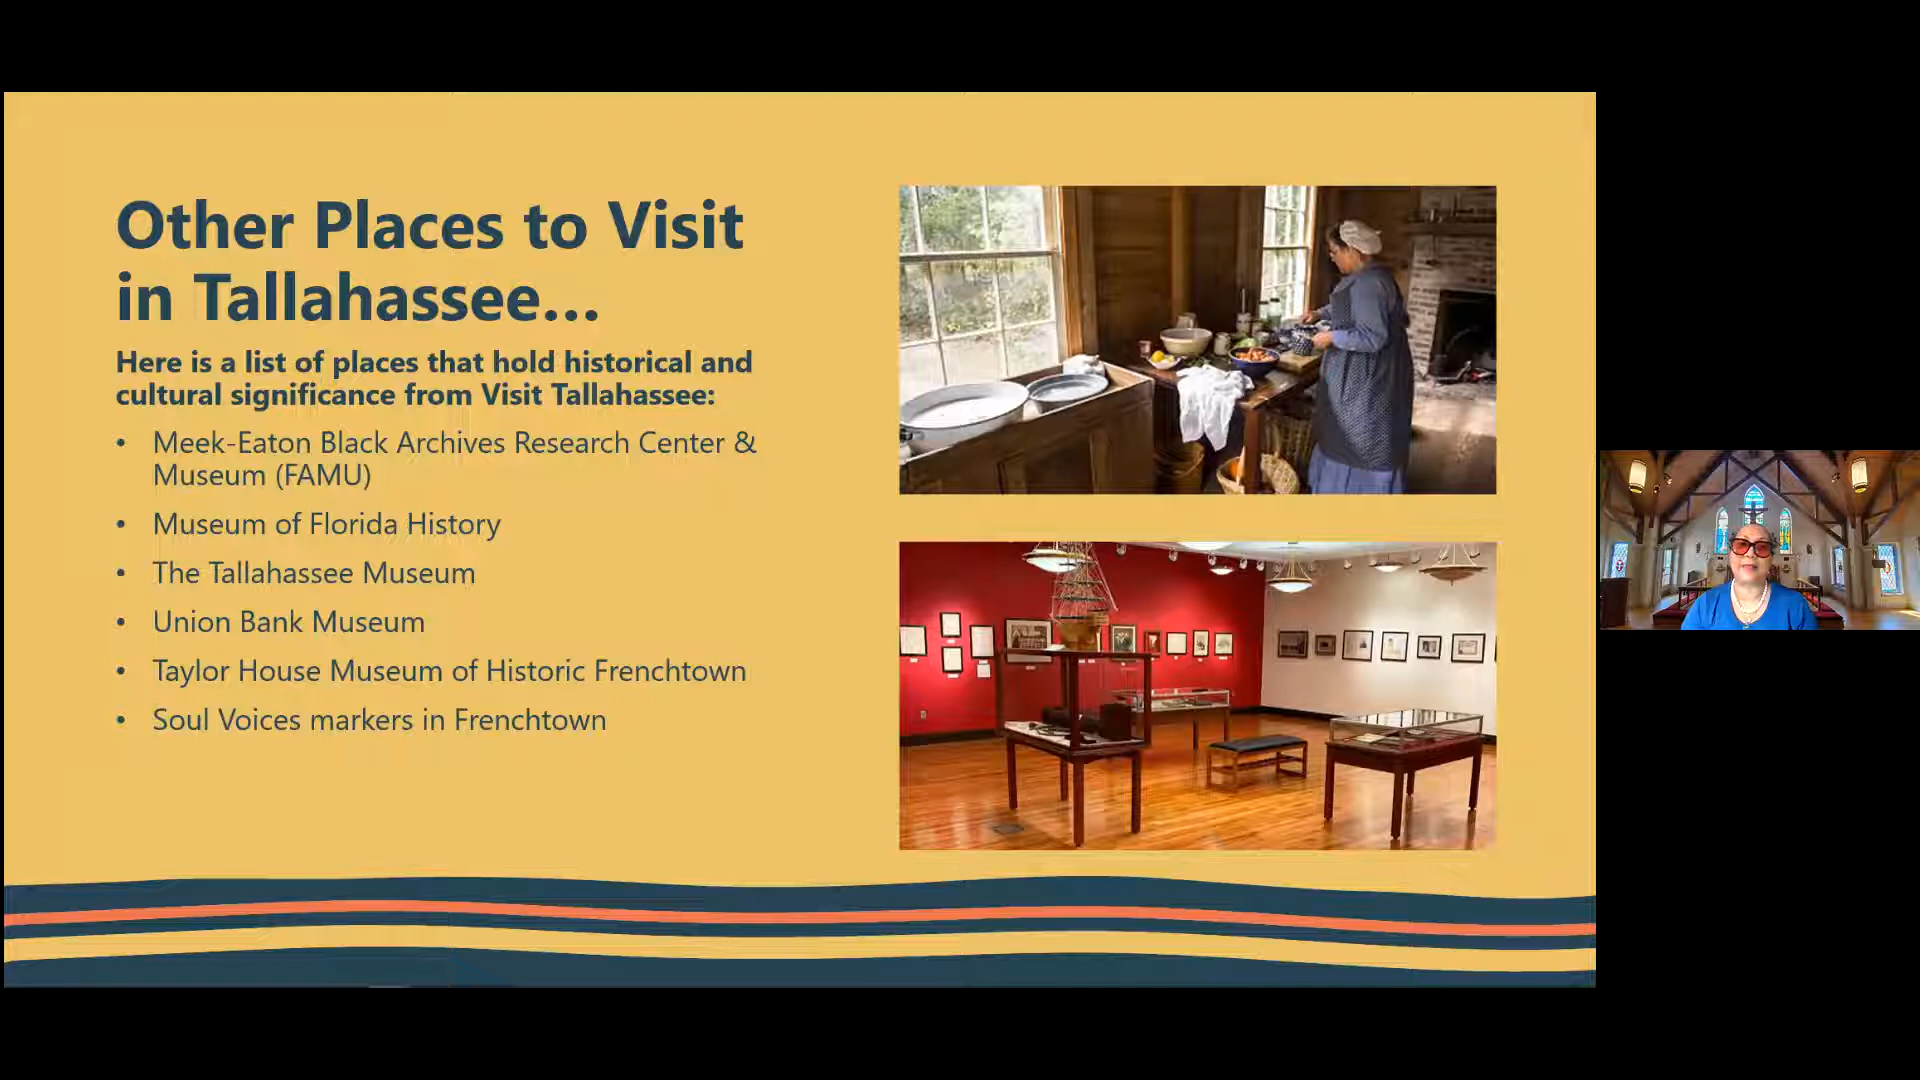 Other Places to Visit
in Tallahassee...
Here is a list of places that hold historical and
cultural significance from Visit Tallahassee:
• Meek-Eaton Black Archives Research Center &
Museum (FAMU)
• Museum of Florida History
• The Tallahassee Museum
• Union Bank Museum
• Taylor House Museum of Historic Frenchtown
• Soul Voices markers in Frenchtown